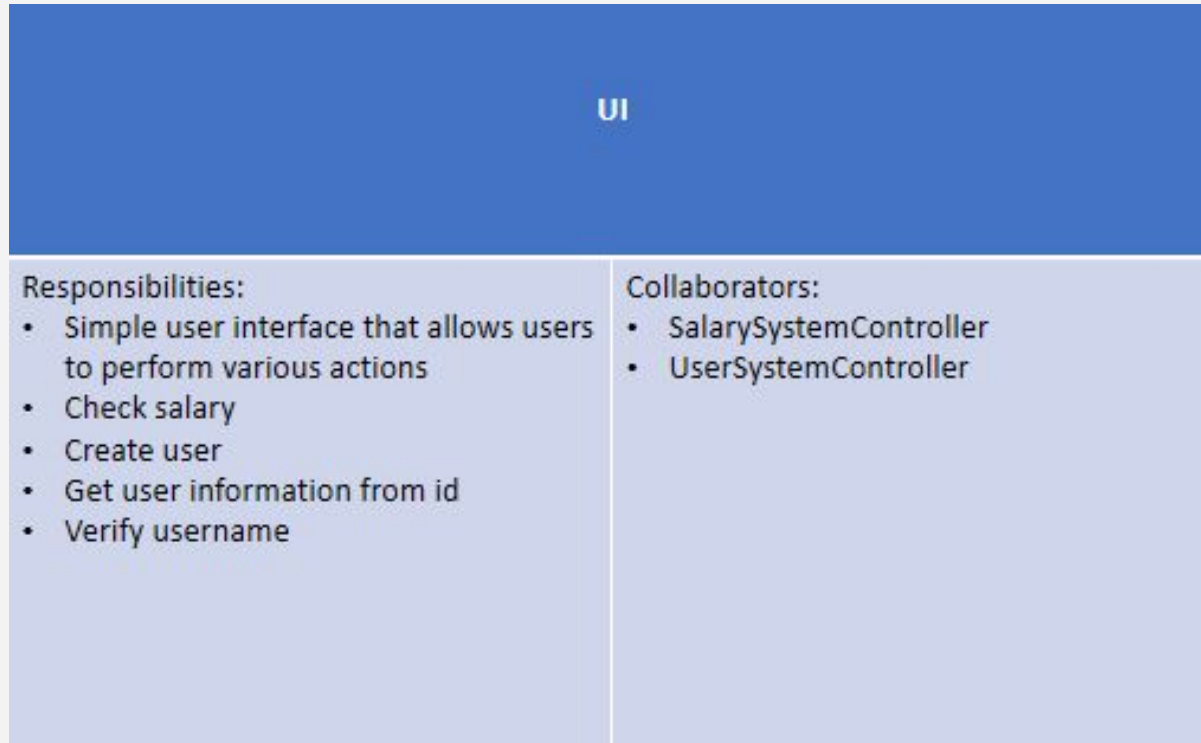 UI
Responsibilities:
• Simple user interface that allows users
to perform various actions
• Check salary
• Create user
• Get user information from id
• Verify username
Collaborators:
• SalarySystemController
• UserSystemController